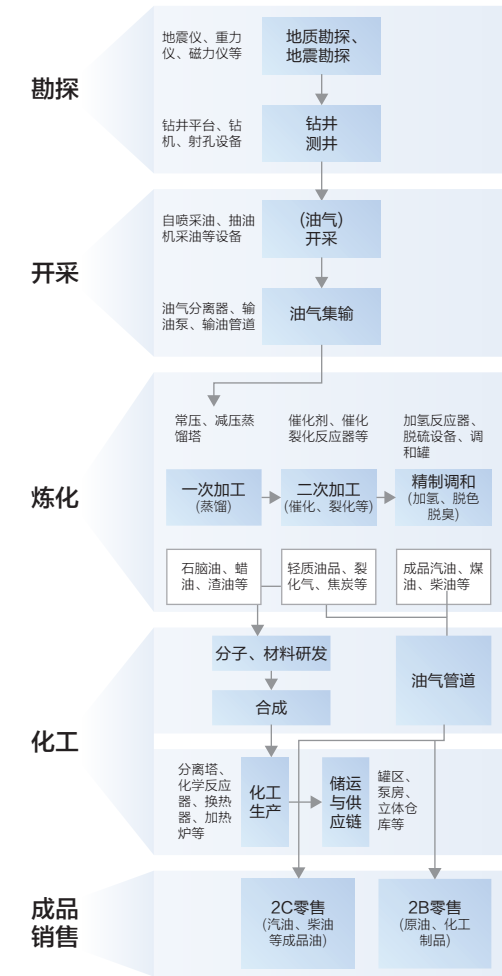 勘探
地震仪、重力
仪、磁力仪等
地质勘探、
地震勘探
钻井平台、钻
机、射孔设备
钻井
测井
开采
自喷采油、抽油
机采油等设备
(油气)
开采
油气分离器、输
油泵、输油管道
油气集输
炼化
常压、减压蒸
馏塔
催化剂、催化
裂化反应器等
加氢反应器、
脱硫设备、调
和罐
一次加工
(蒸馏)
二次加工
(催化、裂化等)
精制调和
(加氢、脱色
脱臭)
石脑油、蜡
油、渣油等
轻质油品、裂
化气、焦炭等
成品汽油、煤
油、柴油等
化工
分子、材料研发
合成
油气管道
分离塔、
化学反应
器、换热
器、加热
炉等
化工
生产
储运
与供
应链
罐区、
泵房、
立体仓
库等
成品
销售
2C零售
(汽油、柴油
等成品油)
2B零售
(原油、化工
制品)